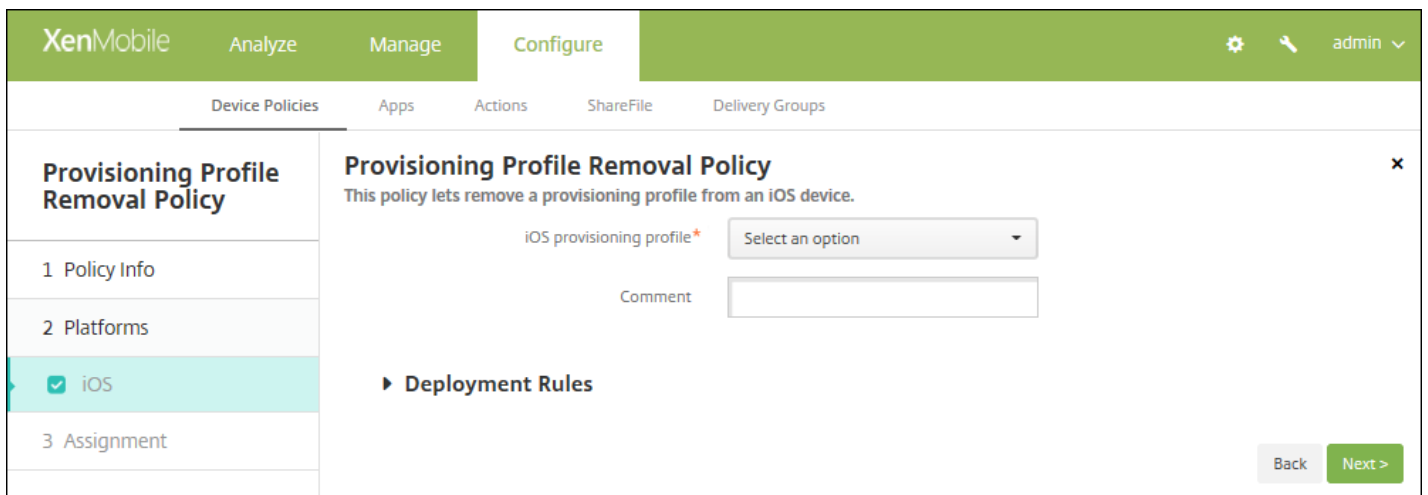 XenMobile Analyze Manage Configure admin
Device Policies Apps Actions ShareFile Delivery Groups
Provisioning Profile
Removal Policy
1 Policy Info
2 Platforms
iOS
3 Assignment
Provisioning Profile Removal Policy
This policy lets remove a provisioning profile from an iOS device.
iOS provisioning profile* Select an option
Comment
Deployment Rules
Back Next >